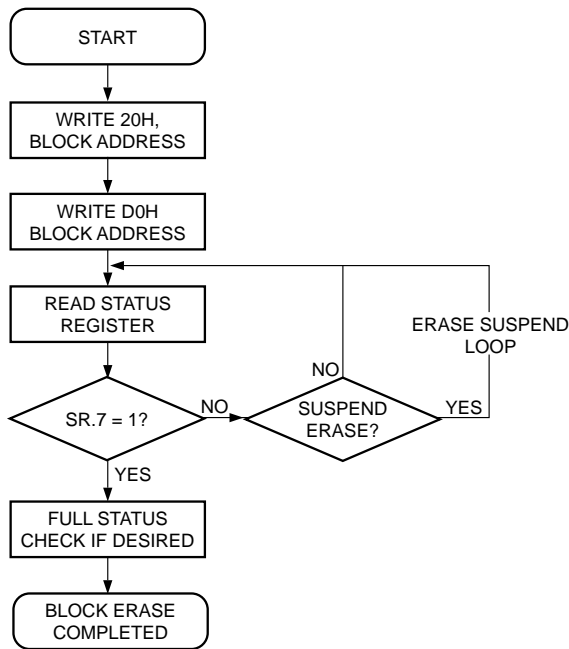 START
WRITE 20H,
BLOCK ADDRESS
WRITE D0H
BLOCK ADDRESS
READ STATUS
REGISTER
ERASE SUSPEND
LOOP
NO
SR.7 = 1?
NO
SUSPEND
ERASE?
YES
YES
FULL STATUS
CHECK IF DESIRED
BLOCK ERASE
COMPLETED